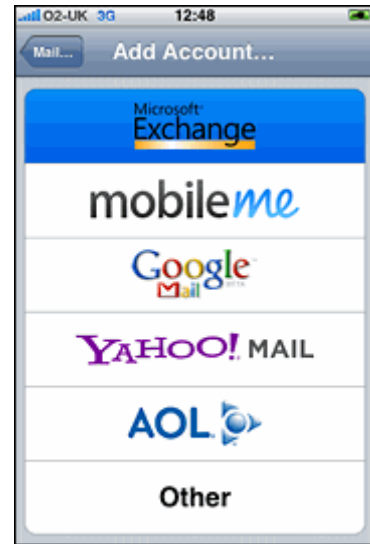 O2-UK 3G 12:48
Mail... Add Account...
Microsoft
Exchange
mobileme
Google
Mail
YAHOO! MAIL
AOL
Other